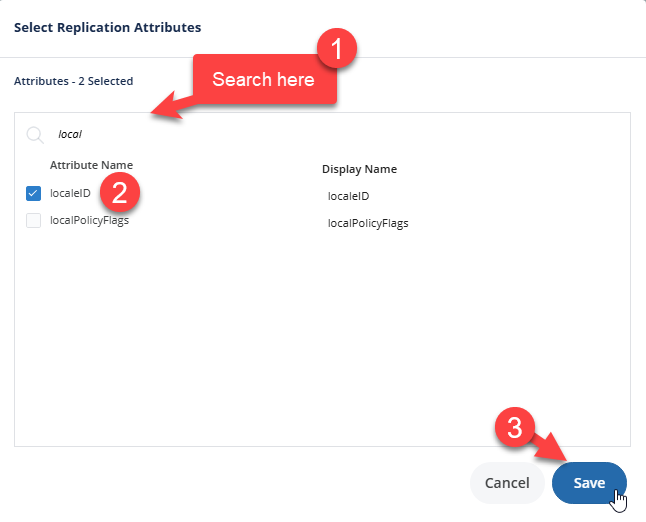 Select Replication Attributes
1
Attributes - 2 Selected
Search here
local
Attribute Name
Display Name
localeID
2
localeID
localPolicyFlags
localPolicyFlags
3
Cancel
Save